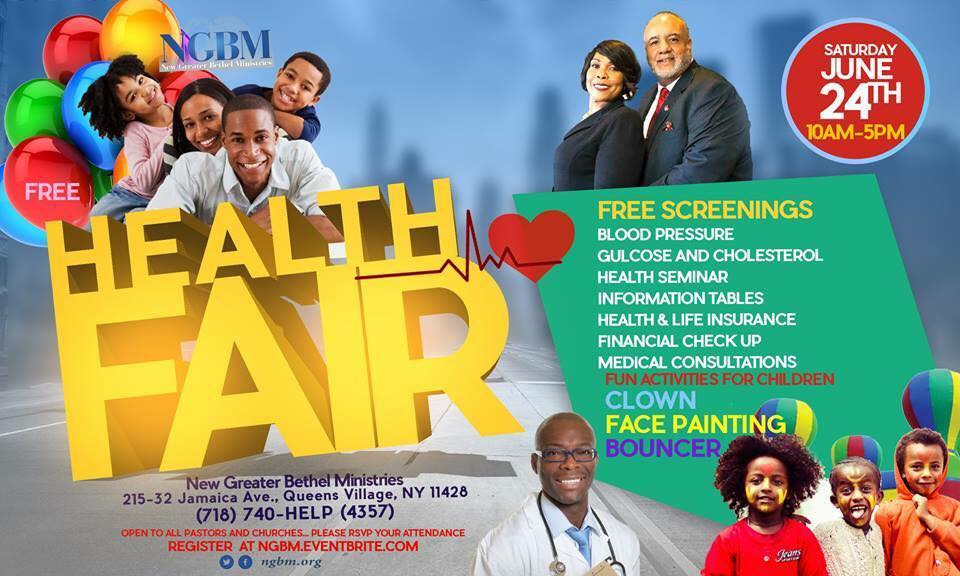 NGBM
New Greater Bethel Ministries
FREE
HEALTH
FAIR
SATURDAY
JUNE
24TH
10AM-5PM
FREE SCREENINGS
BLOOD PRESSURE
GULCOSE AND CHOLESTEROL
HEALTH SEMINAR
INFORMATION TABLES
HEALTH & LIFE INSURANCE
FINANCIAL CHECK UP
MEDICAL CONSULTATIONS
FUN ACTIVITIES FOR CHILDREN
CLOWN
FACE PAINTING
BOUNCER
New Greater Bethel Ministries
215-32 Jamaica Ave., Queens Village, NY 11428
(718) 740-HELP (4357)
OPEN TO ALL PASTORS AND CHURCHES... PLEASE RSVP YOUR ATTENDANCE
REGISTER AT NGBM.EVENTBRITE.COM
ngbm.org
Jeans